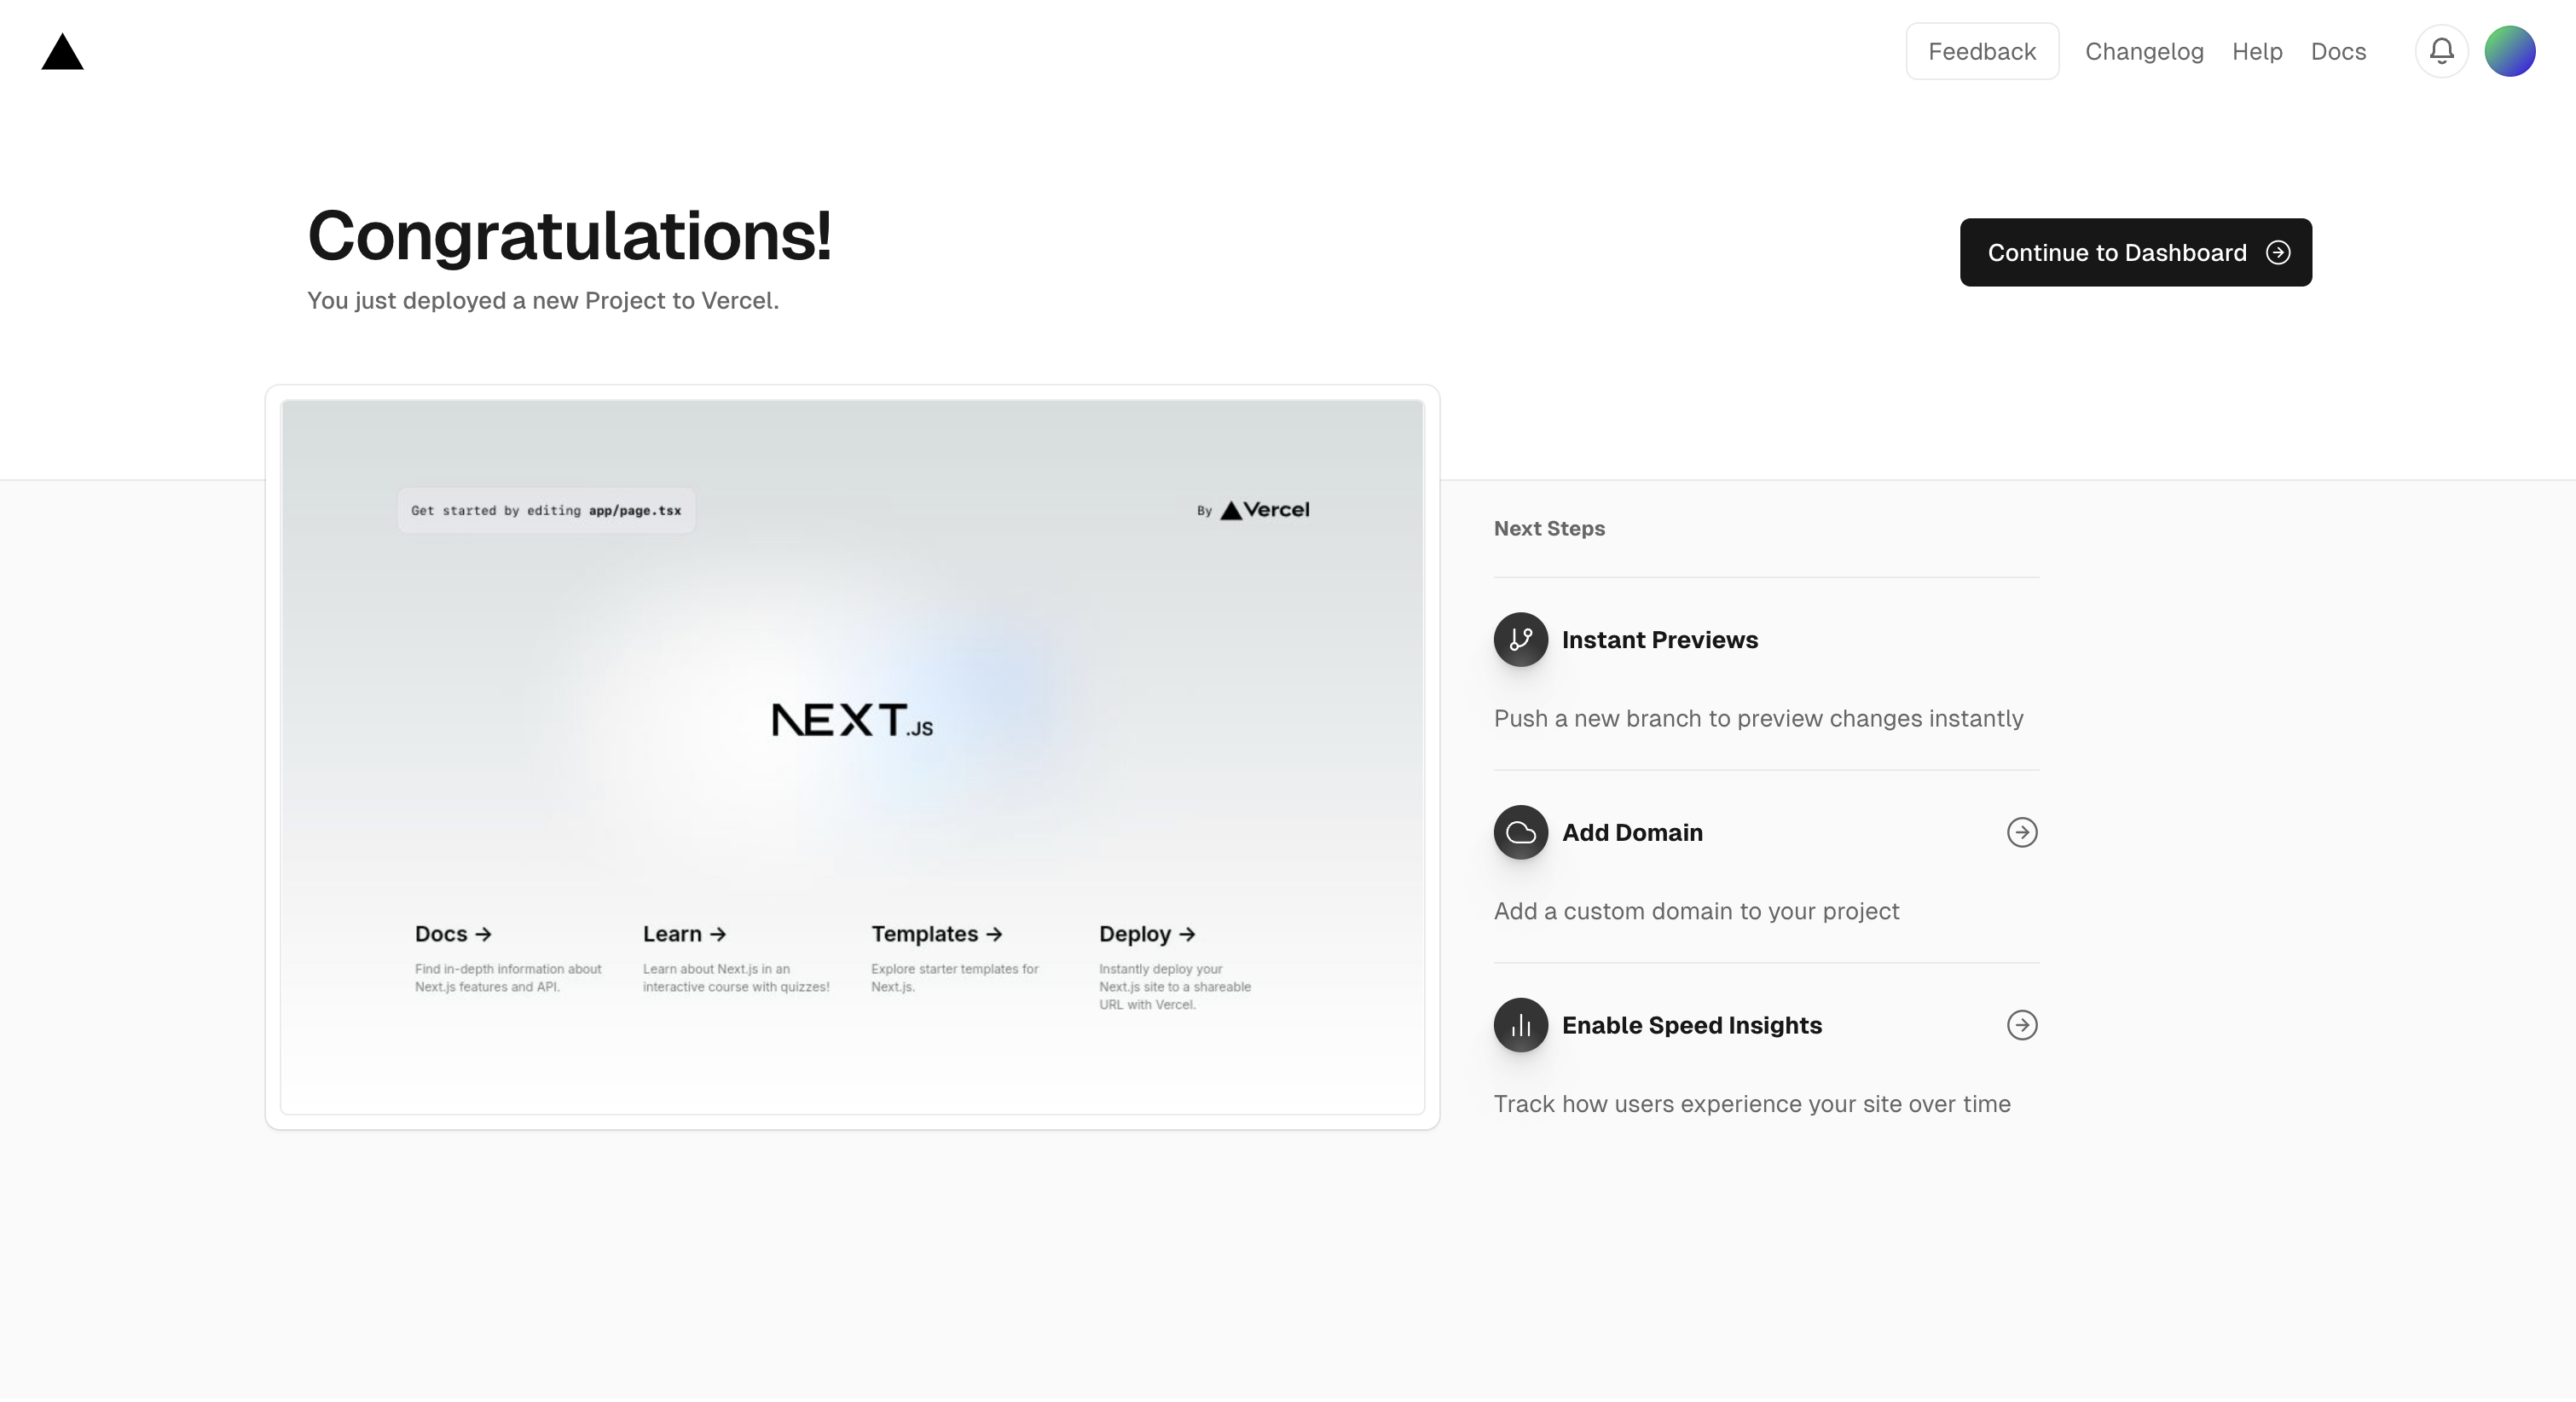 Feedback
Changelog
Help
Docs
Congratulations!
You just deployed a new Project to Vercel.
Continue to Dashboard
Get started by editing app/page.tsx
By Vercel
NEXT.JS
Docs →
Find in-depth information about
Next.js features and API.
Learn →
Learn about Next.js in an
interactive course with quizzes!
Templates →
Explore starter templates for
Next.js.
Deploy →
Instantly deploy your
Next.js site to a shareable
URL with Vercel.
Next Steps
Instant Previews
Push a new branch to preview changes instantly
Add Domain
Add a custom domain to your project
Enable Speed Insights
Track how users experience your site over time